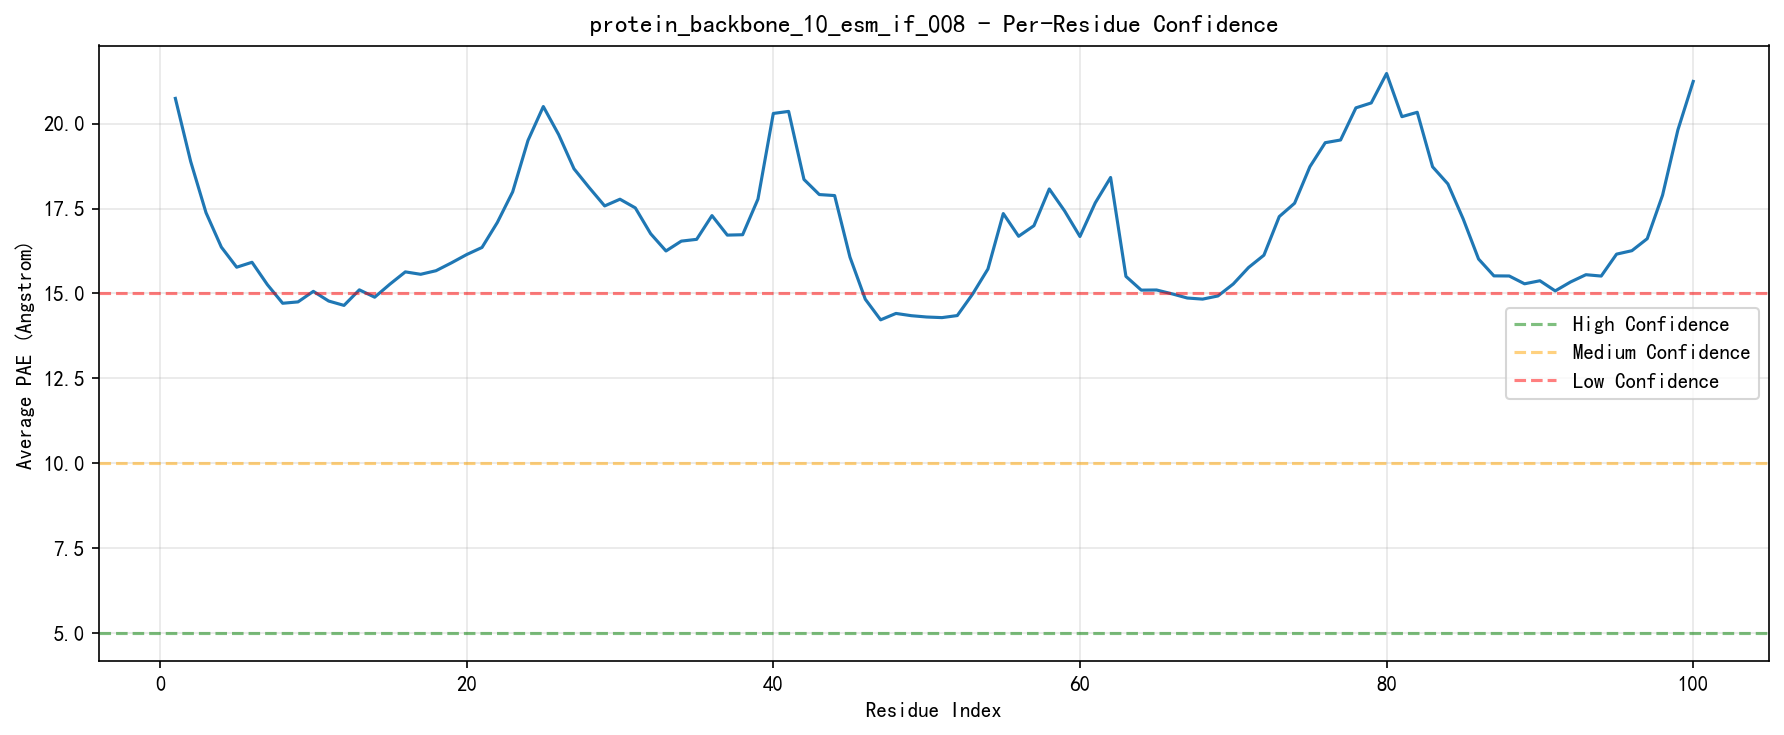 protein_backbone_10_esm_if_008 - Per-Residue Confidence
Average PAE (Angstrom)
20.0
17.5
15.0
12.5
10.0
7.5
5.0
High Confidence
Medium Confidence
Low Confidence
0 20 40 60 80 100
Residue Index